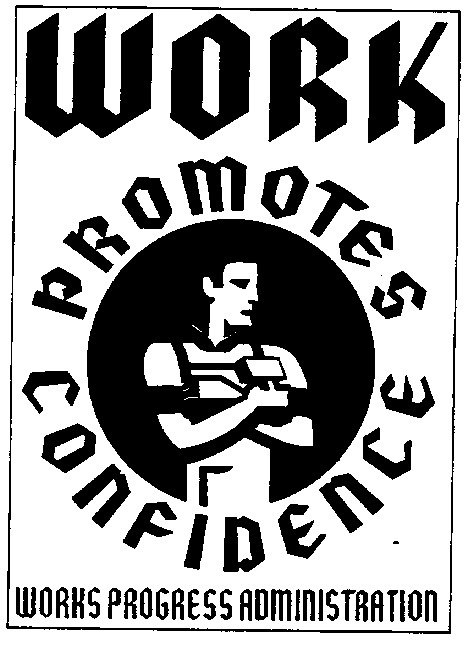 WORK
PROMOTES
CONFIDENCE
WORKS PROGRESS ADMINISTRATION